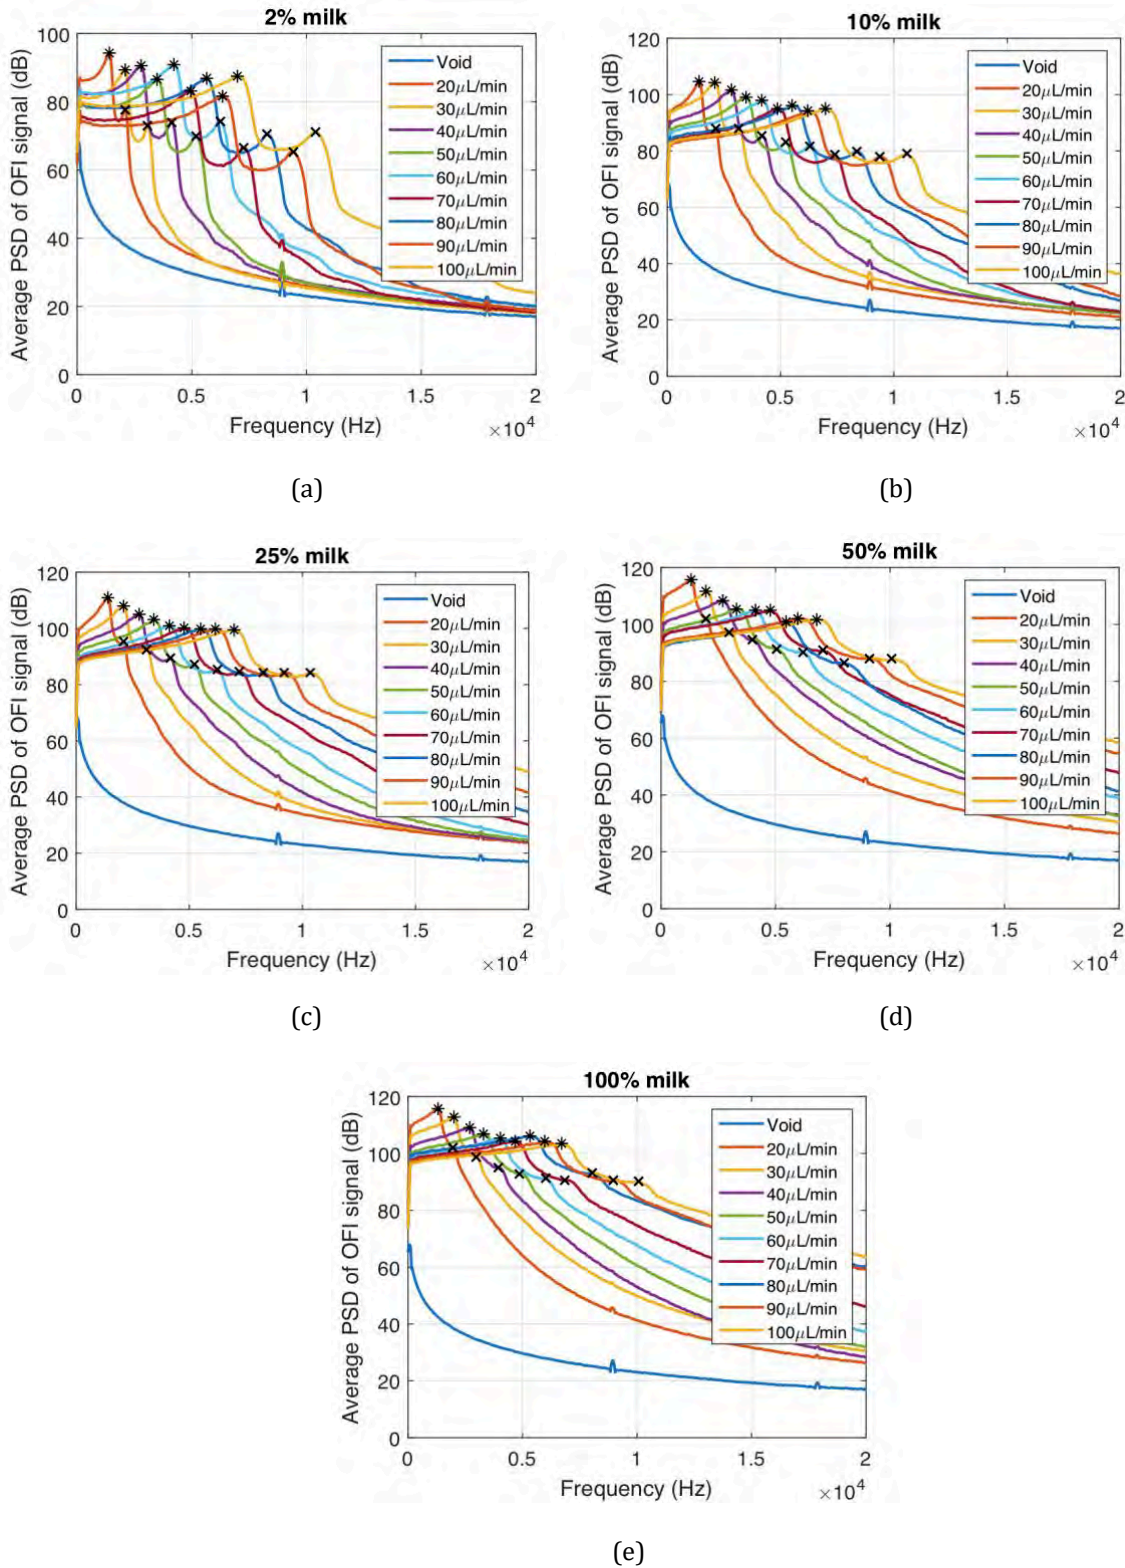 2% milk
Average PSD of OFI signal (dB)
100
80
60
40
20
0
0
0.5
1
1.5
2
×10⁴
Frequency (Hz)
Void
20μL/min
30μL/min
40μL/min
50μL/min
60μL/min
70μL/min
80μL/min
90μL/min
100μL/min
(a)
10% milk
Average PSD of OFI signal (dB)
120
100
80
60
40
20
0
0
0.5
1
1.5
2
×10⁴
Frequency (Hz)
Void
20μL/min
30μL/min
40μL/min
50μL/min
60μL/min
70μL/min
80μL/min
90μL/min
100μL/min
(b)
25% milk
Average PSD of OFI signal (dB)
120
100
80
60
40
20
0
0
0.5
1
1.5
2
×10⁴
Frequency (Hz)
Void
20μL/min
30μL/min
40μL/min
50μL/min
60μL/min
70μL/min
80μL/min
90μL/min
100μL/min
(c)
50% milk
Average PSD of OFI signal (dB)
120
100
80
60
40
20
0
0
0.5
1
1.5
2
×10⁴
Frequency (Hz)
Void
20μL/min
30μL/min
40μL/min
50μL/min
60μL/min
70μL/min
80μL/min
90μL/min
100μL/min
(d)
100% milk
Average PSD of OFI signal (dB)
120
100
80
60
40
20
0
0
0.5
1
1.5
2
×10⁴
Frequency (Hz)
Void
20μL/min
30μL/min
40μL/min
50μL/min
60μL/min
70μL/min
80μL/min
90μL/min
100μL/min
(e)